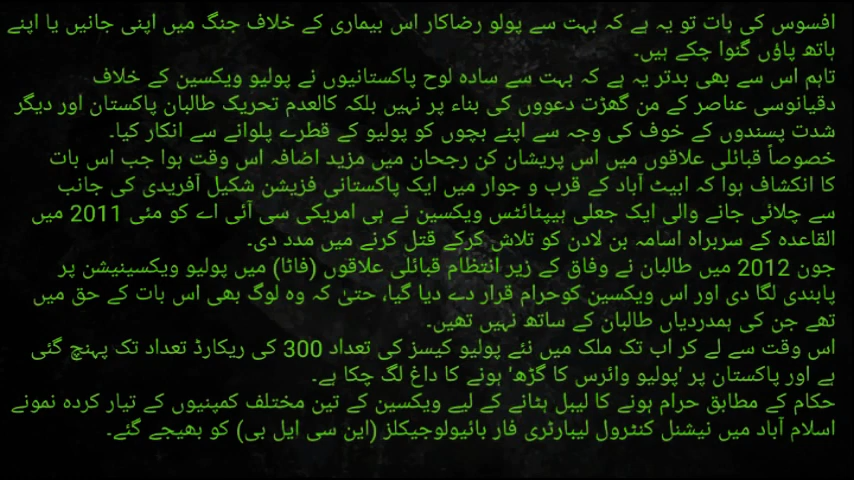 افسوس کی بات تو یہ ہے کہ بہت سے پولو رضاکار اس بیماری کے خلاف جنگ میں اپنی جانیں یا اپنے
ہاتھ پاؤں گنوا چکے ہیں۔
تاہم اس سے بھی بدتر یہ ہے کہ بہت سے سادہ لوح پاکستانیوں نے پولیو ویکسین کے خلاف
دقیانوسی عناصر کے من گھڑت دعووں کی بناء پر نہیں بلکہ کالعدم تحریک طالبان پاکستان اور دیگر
شدت پسندوں کے خوف کی وجہ سے اپنے بچوں کو پولیو کے قطرے پلوانے سے انکار کیا۔
خصوصاً قبائلی علاقوں میں اس پریشان کن رجحان میں مزید اضافہ اس وقت ہوا جب اس بات
کا انکشاف ہوا کہ ایبٹ آباد کے قرب و جوار میں ایک پاکستانی فزیشن شکیل آفریدی کی جانب
سے چلائی جانے والی ایک جعلی ہیپٹائٹس ویکسین نے ہی امریکی سی آئی اے کو مئی 2011 میں
القاعدہ کے سربراہ اسامہ بن لادن کو تلاش کرکے قتل کرنے میں مدد دی۔
جون 2012 میں طالبان نے وفاق کے زیر انتظام قبائلی علاقوں (فاٹا) میں پولیو ویکسینیشن پر
پابندی لگا دی اور اس ویکسین کوحرام قرار دے دیا گیا، حتیٰ کہ وہ لوگ بھی اس بات کے حق میں
تھے جن کی ہمدردیاں طالبان کے ساتھ نہیں تھیں۔
اس وقت سے لے کر اب تک ملک میں نئے پولیو کیسز کی تعداد 300 کی ریکارڈ تعداد تک پہنچ گئی
ہے اور پاکستان پر 'پولیو وائرس کا گڑھ' ہونے کا داغ لگ چکا ہے۔
حکام کے مطابق حرام ہونے کا لیبل ہٹانے کے لیے ویکسین کے تین مختلف کمپنیوں کے تیار کردہ نمونے
اسلام آباد میں نیشنل کنٹرول لیبارٹری فار بائیولوجیکلز (این سی ایل بی) کو بھیجے گئے۔